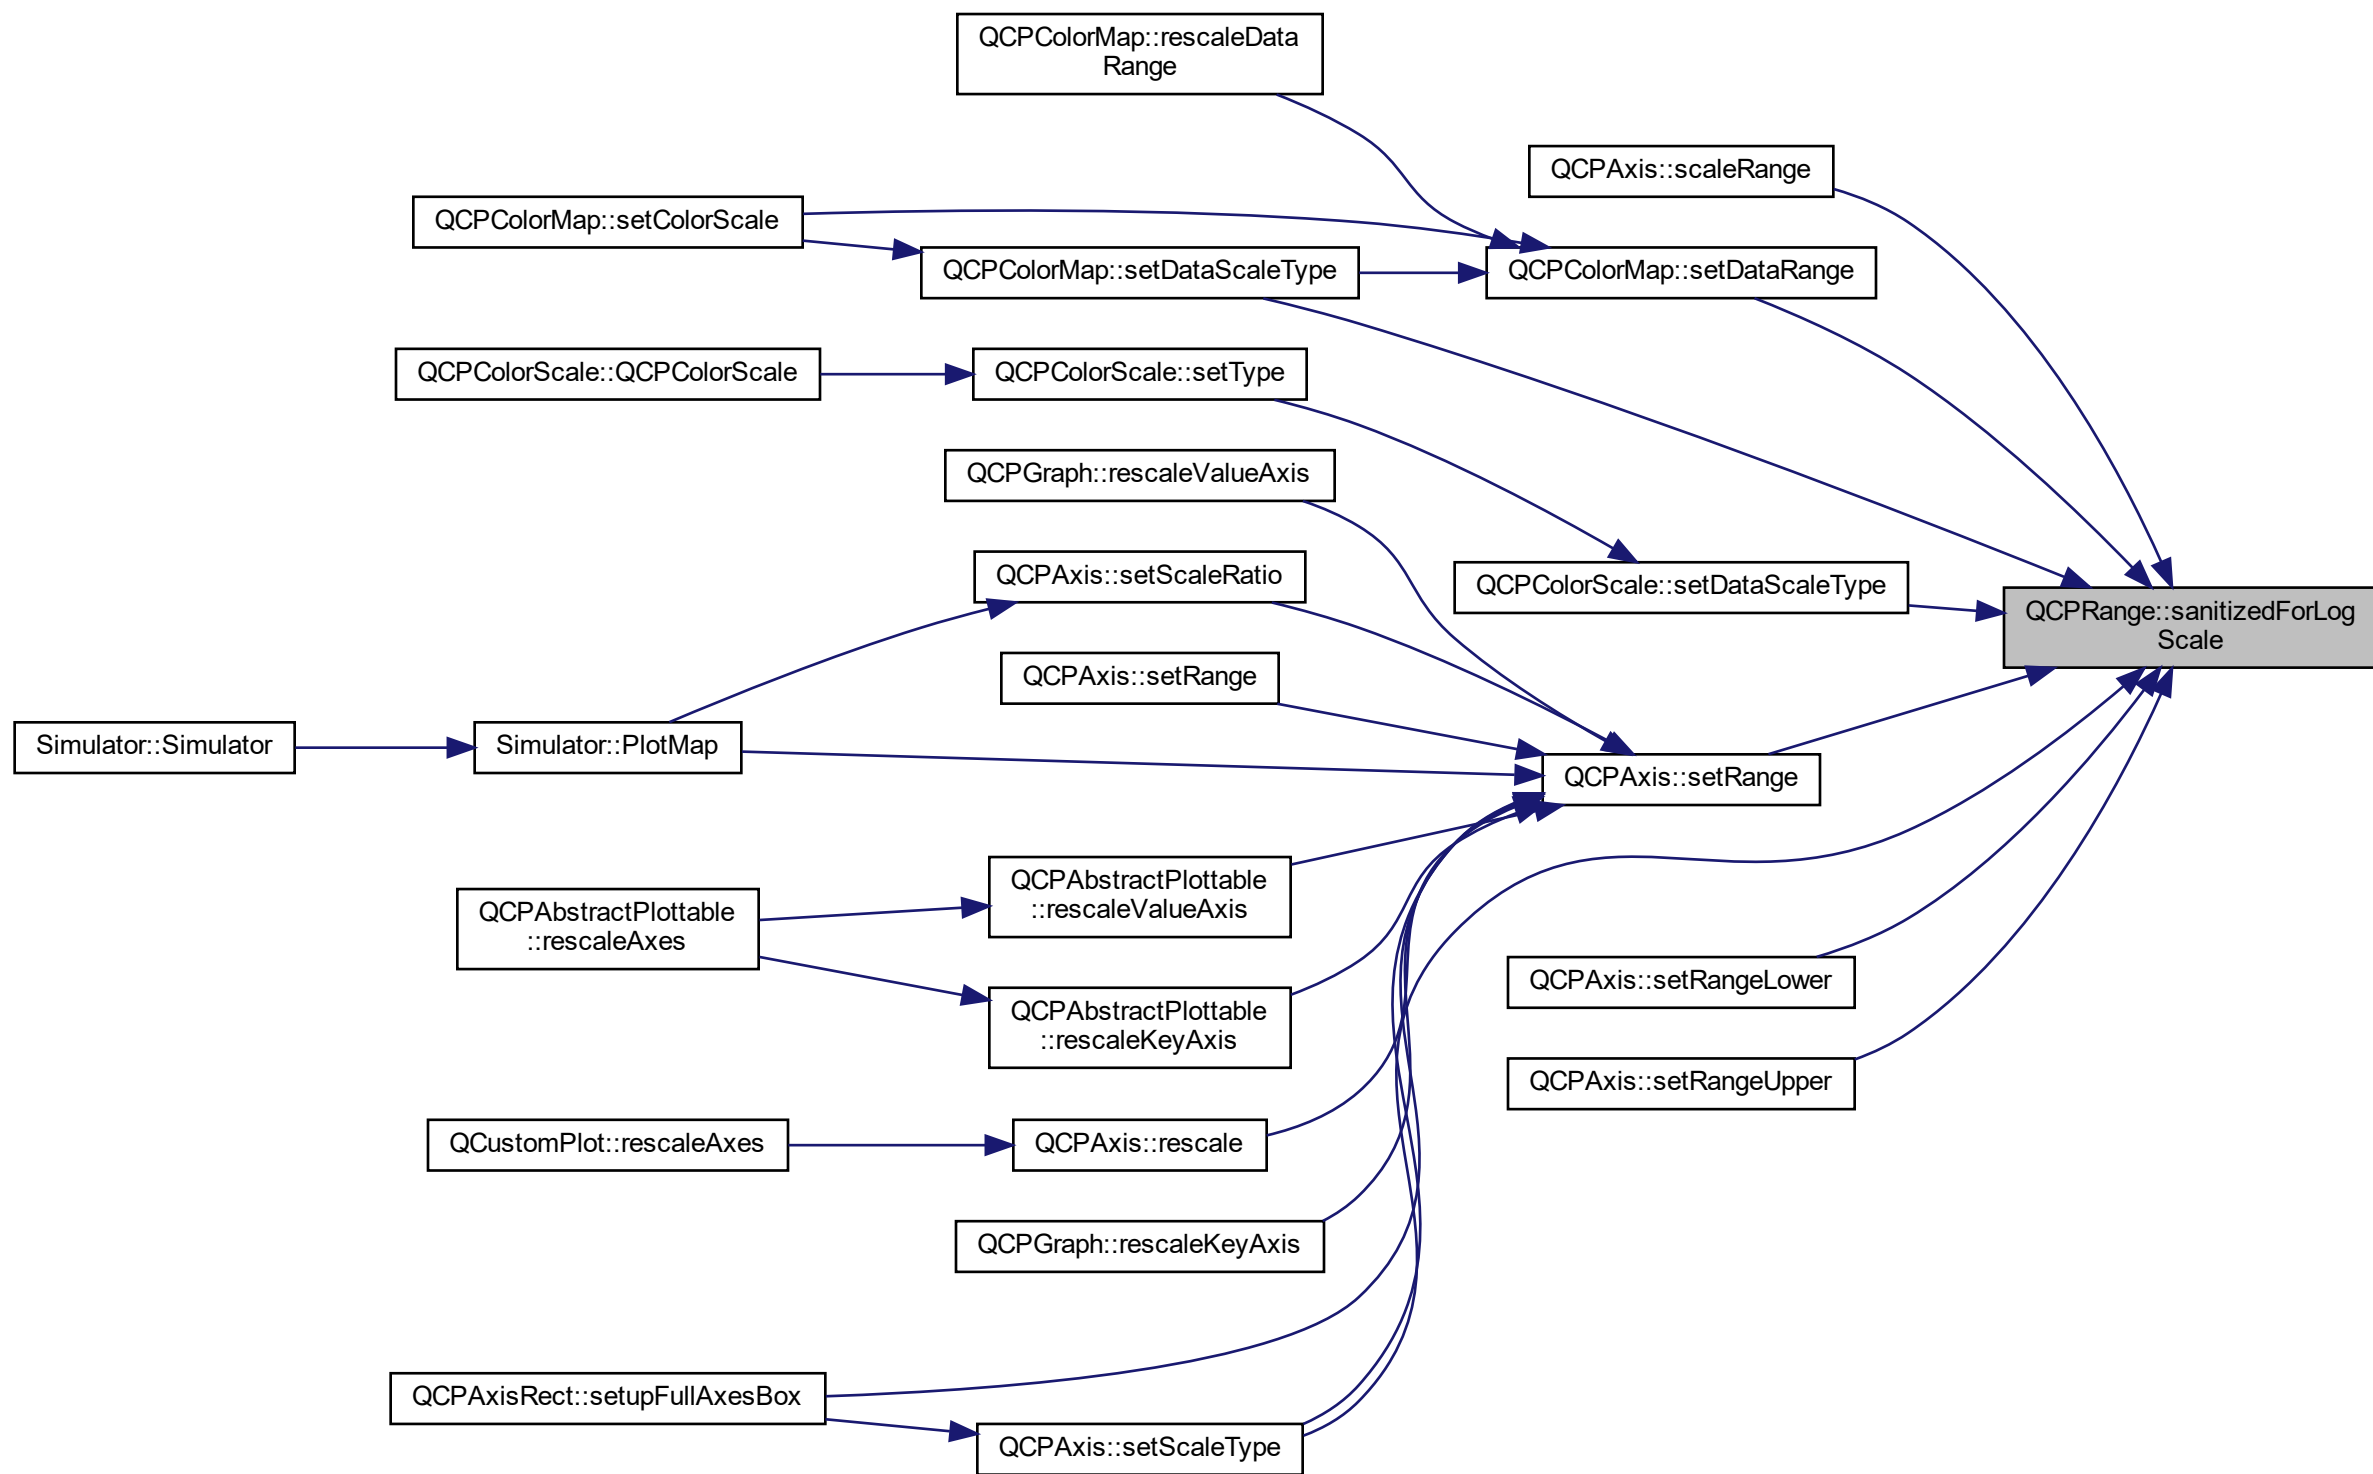 QCPColorMap::rescaleData
Range
QCPAxis::scaleRange
QCPColorMap::setColorScale
QCPColorMap::setDataScaleType
QCPColorMap::setDataRange
QCPColorScale::QCPColorScale
QCPColorScale::setType
QCPGraph::rescaleValueAxis
QCPAxis::setScaleRatio
QCPColorScale::setDataScaleType
QCPRange::sanitizedForLog
Scale
QCPAxis::setRange
Simulator::Simulator
Simulator::PlotMap
QCPAxis::setRange
QCPAbstractPlottable
::rescaleValueAxis
QCPAbstractPlottable
::rescaleAxes
QCPAxis::setRangeLower
QCPAbstractPlottable
::rescaleKeyAxis
QCPAxis::setRangeUpper
QCustomPlot::rescaleAxes
QCPAxis::rescale
QCPGraph::rescaleKeyAxis
QCPAxisRect::setupFullAxesBox
QCPAxis::setScaleType